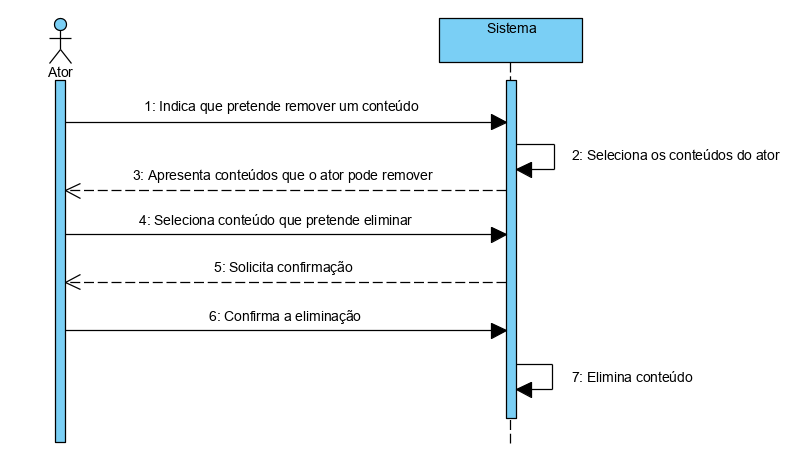 Sistema
Ator
1: Indica que pretende remover um conteúdo
2: Seleciona os conteúdos do ator
3: Apresenta conteúdos que o ator pode remover
4: Seleciona conteúdo que pretende eliminar
5: Solicita confirmação
6: Confirma a eliminação
7: Elimina conteúdo